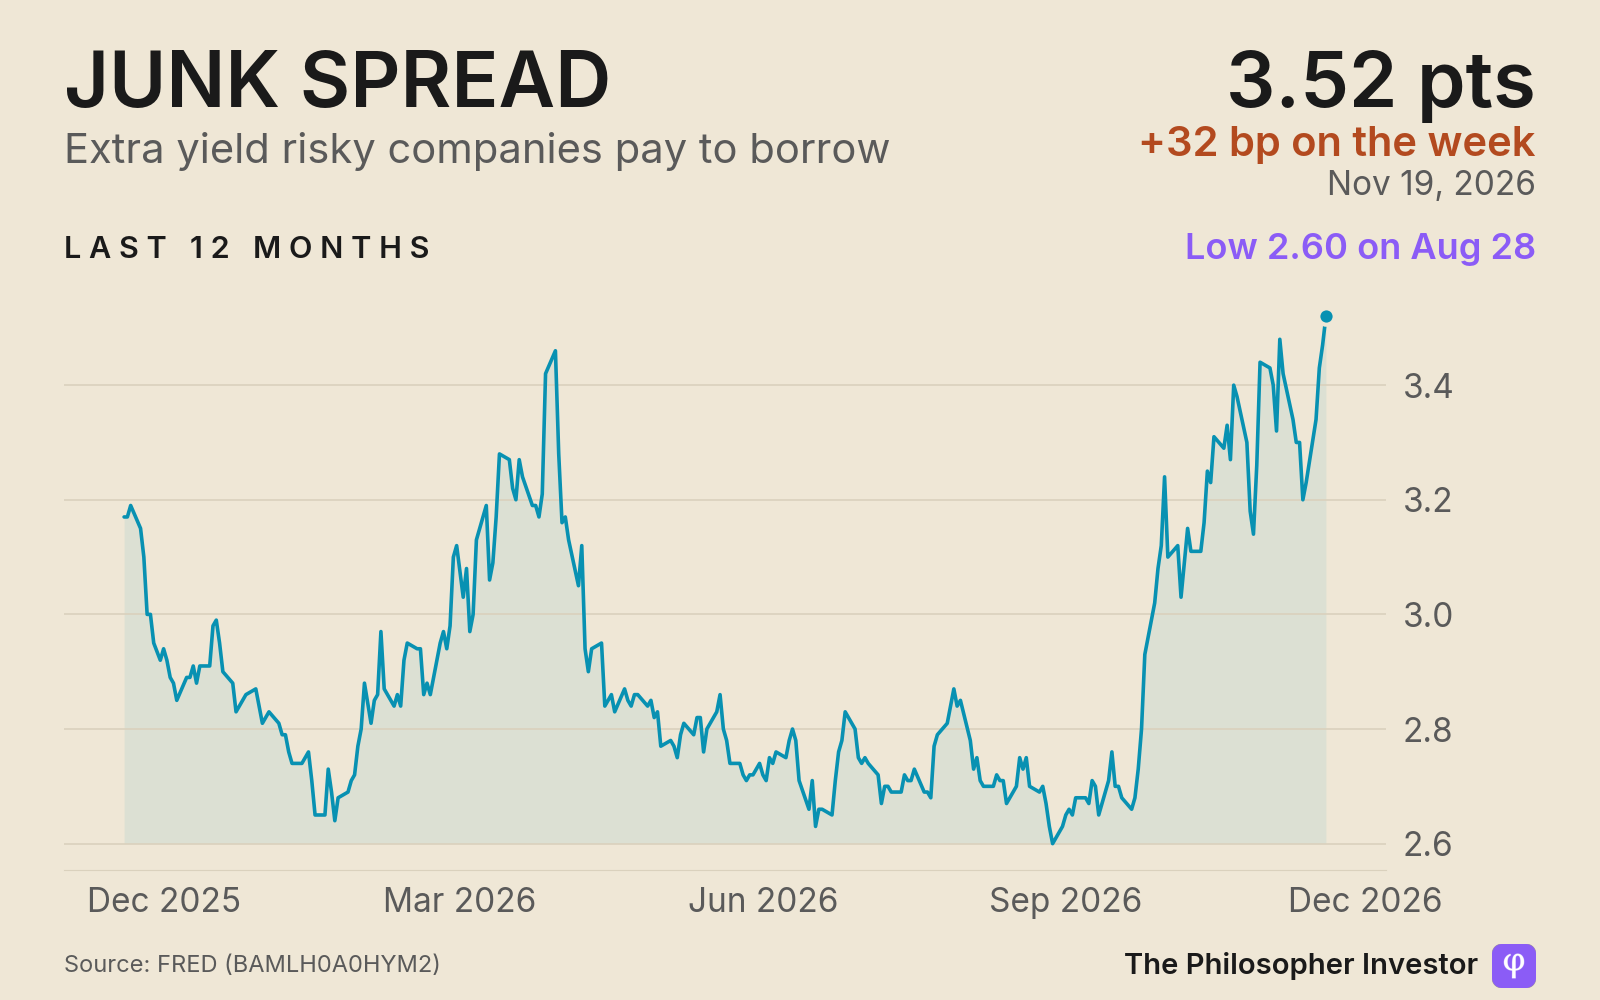 JUNK SPREAD
3.52 pts
Extra yield risky companies pay to borrow
+32 bp on the week
Nov 19, 2026
LAST 12 MONTHS
Low 2.60 on Aug 28
3.4
3.2
3.0
2.8
2.6
Dec 2025
Mar 2026
Jun 2026
Sep 2026
Dec 2026
Source: FRED (BAMLH0A0HYM2)
The Philosopher Investor φ